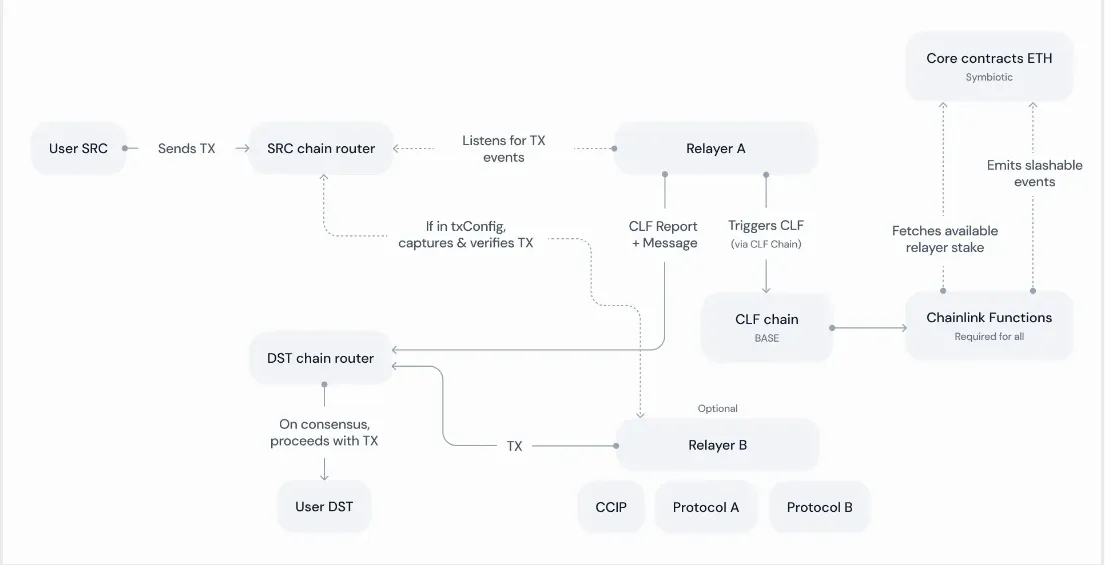 Core contracts ETH
Symbiotic
User SRC
Sends TX
SRC chain router
Listens for TX
events
Relayer A
Emits slashable
events
If in txConfig,
captures & verifies TX
CLF Report
+ Message
Triggers CLF
(via CLF Chain)
Fetches available
relayer stake
CLF chain
BASE
Chainlink Functions
Required for all
DST chain router
Optional
On consensus,
proceeds with TX
TX
Relayer B
User DST
CCIP
Protocol A
Protocol B